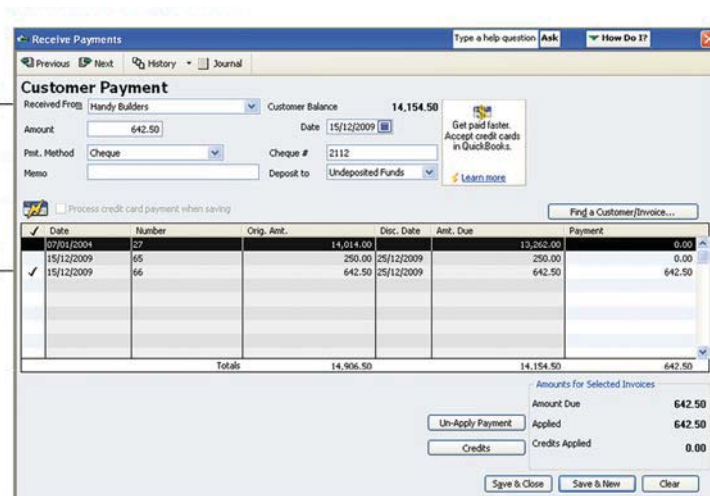 Receive Payments Type a help question Ask How Do I?
Previous Next History Journal
Customer Payment
Received From Handy Builders Customer Balance 14,154.50
Amount 642.50 Date 15/12/2009
Pmt. Method Cheque Cheque # 2112
Memo Deposit to Undeposited Funds
Get paid faster.
Accept credit cards
in QuickBooks.
Learn more
Process credit card payment when saving Find a Customer/Invoice...
✓ Date Number Orig. Amt. Disc. Date Amt. Due Payment
07/01/2004 27 14,014.00 13,262.00 0.00
15/12/2009 65 250.00 25/12/2009 250.00 0.00
✓ 15/12/2009 66 642.50 25/12/2009 642.50 642.50
Totals 14,906.50 14,154.50 642.50
Amounts for Selected Invoices
Amount Due 642.50
Un-Apply Payment Applied 642.50
Credits Credits Applied 0.00
Save & Close Save & New Clear